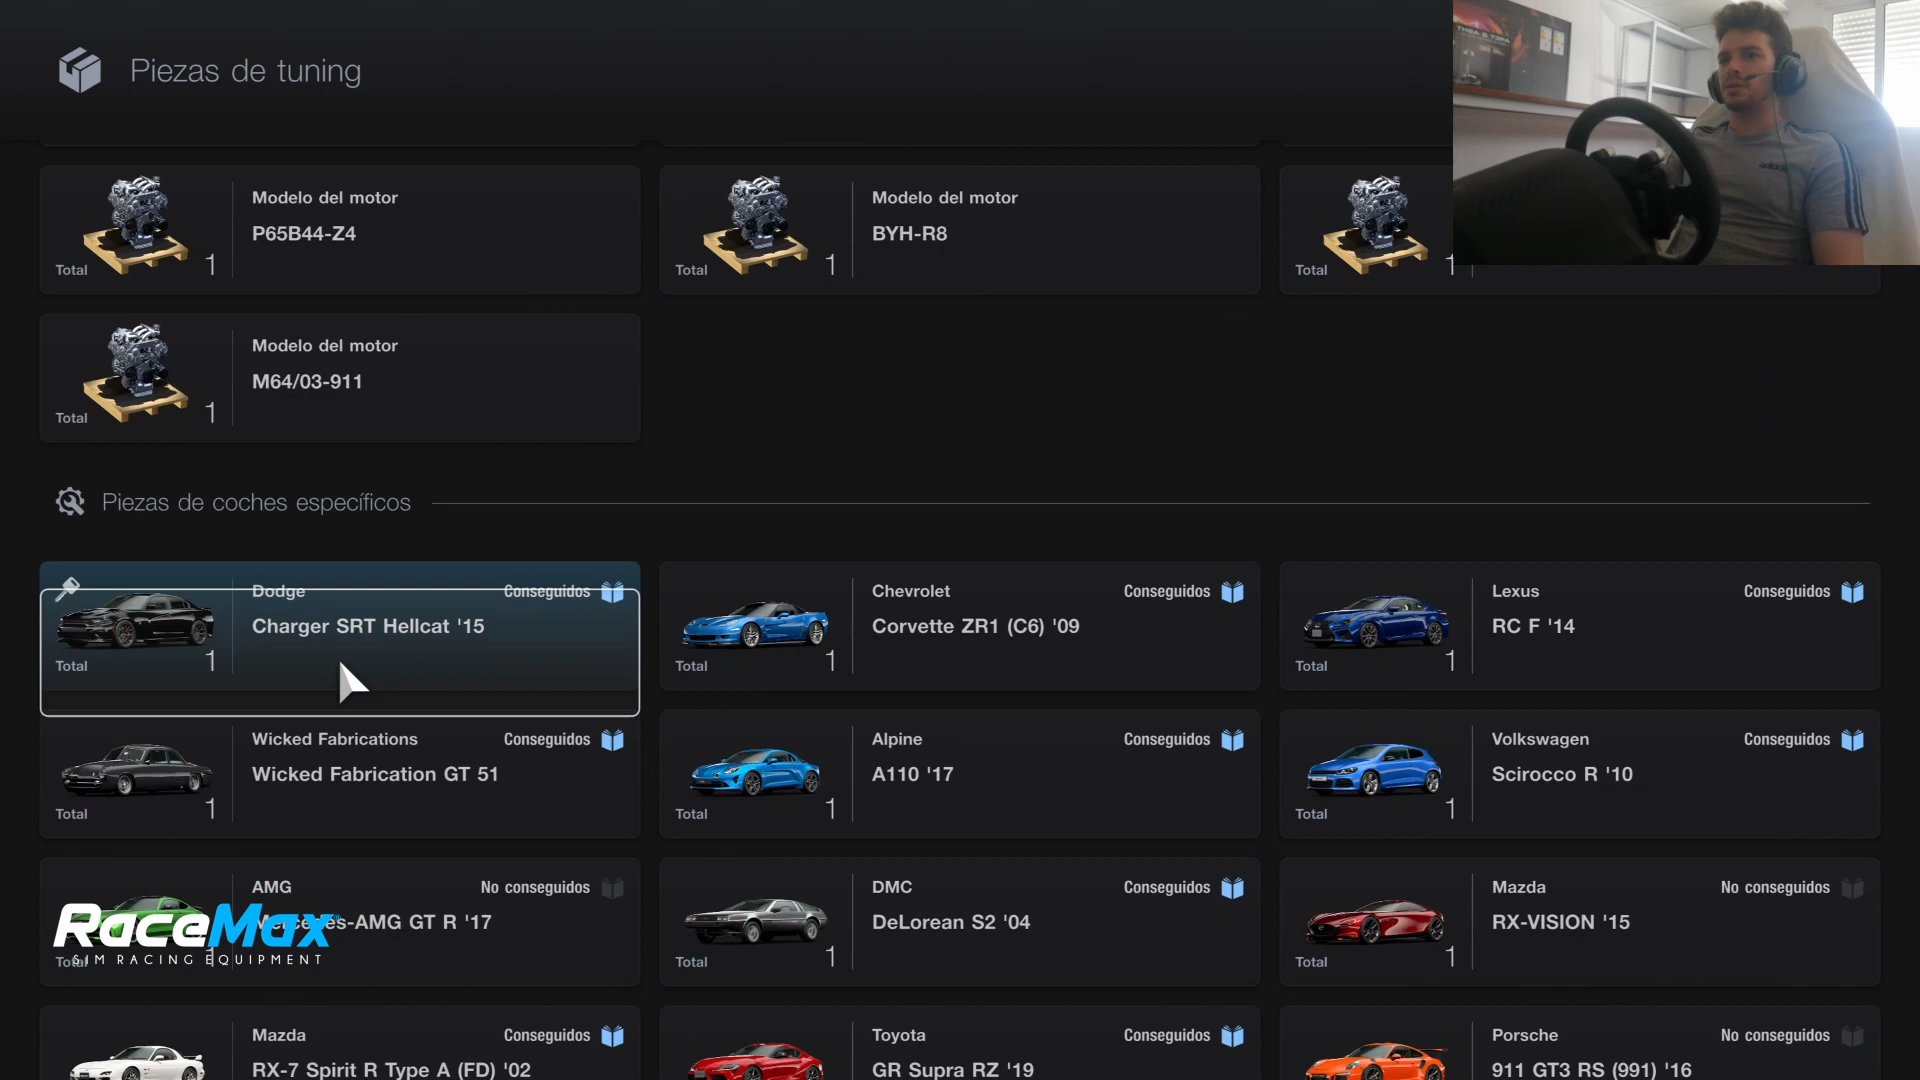 Piezas de tuning
Modelo del motor
P65B44-Z4
Total 1
Modelo del motor
BYH-R8
Total 1
Total 1
Modelo del motor
M64/03-911
Total 1
Piezas de coches específicos
Dodge Conseguidos
Charger SRT Hellcat '15
Total 1
Chevrolet Conseguidos
Corvette ZR1 (C6) '09
Total 1
Lexus Conseguidos
RC F '14
Total 1
Wicked Fabrications Conseguidos
Wicked Fabrication GT 51
Total 1
Alpine Conseguidos
A110 '17
Total 1
Volkswagen Conseguidos
Scirocco R '10
Total 1
AMG No conseguidos
Mercedes-AMG GT R '17
Total 1
RaceMax
SIM RACING EQUIPMENT
DMC Conseguidos
DeLorean S2 '04
Total 1
Mazda No conseguidos
RX-VISION '15
Total 1
Mazda Conseguidos
RX-7 Spirit R Type A (FD) '02
Toyota Conseguidos
GR Supra RZ '19
Porsche No conseguidos
911 GT3 RS (991) '16